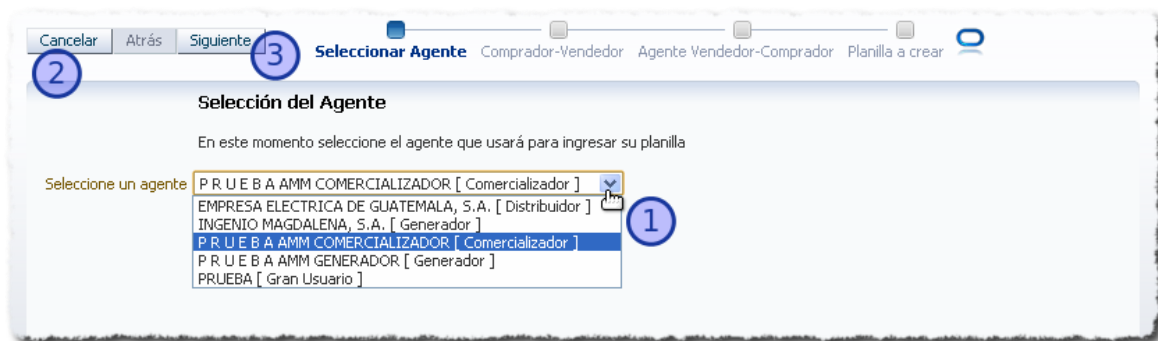 Cancelar Atrás Siguiente
2 3
Seleccionar Agente Comprador-Vendedor Agente Vendedor-Comprador Planilla a crear
Selección del Agente
En este momento seleccione el agente que usará para ingresar su planilla
Seleccione un agente P R U E B A AMM COMERCIALIZADOR [ Comercializador ]
EMPRESA ELECTRICA DE GUATEMALA, S.A. [ Distribuidor ]
INGENIO MAGDALENA, S.A. [ Generador ]
1
P R U E B A AMM COMERCIALIZADOR [ Comercializador ]
P R U E B A AMM GENERADOR [ Generador ]
PRUEBA [ Gran Usuario ]